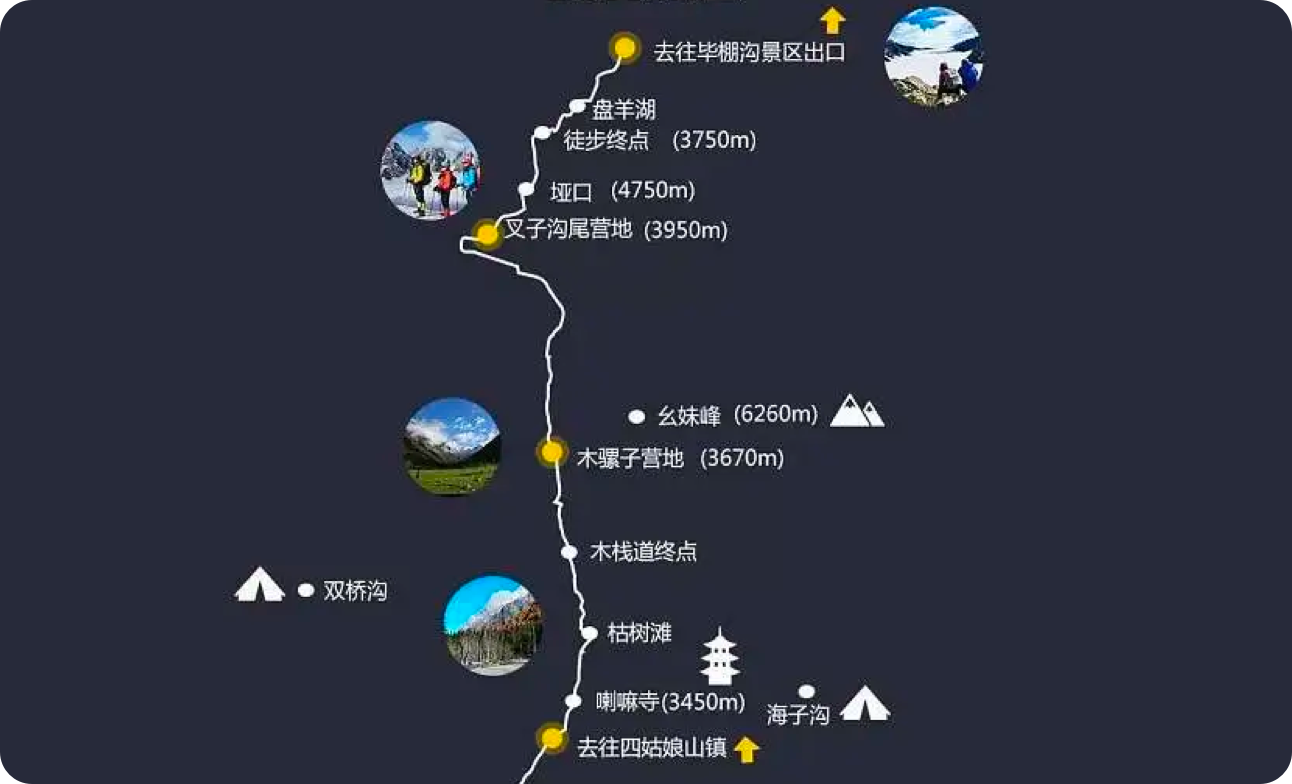 去往毕棚沟景区出口
盘羊湖
徒步终点 (3750m)
垭口 (4750m)
叉子沟尾营地 (3950m)
幺妹峰 (6260m)
木骡子营地 (3670m)
木栈道终点
双桥沟
枯树滩
喇嘛寺(3450m)
海子沟
去往四姑娘山镇